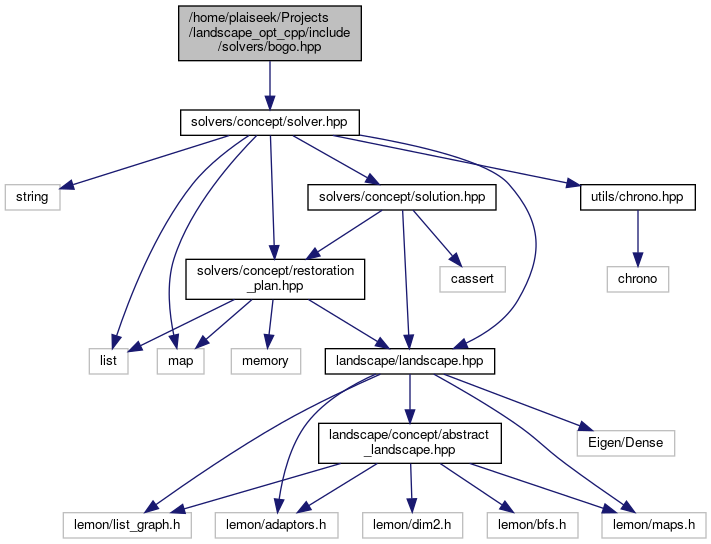 /home/plaiseek/Projects
/landscape_opt_cpp/include
/solvers/bogo.hpp
solvers/concept/solver.hpp
string
solvers/concept/solution.hpp
utils/chrono.hpp
solvers/concept/restoration
_plan.hpp
cassert
chrono
list
map
memory
landscape/landscape.hpp
landscape/concept/abstract
_landscape.hpp
Eigen/Dense
lemon/list_graph.h
lemon/adaptors.h
lemon/dim2.h
lemon/bfs.h
lemon/maps.h